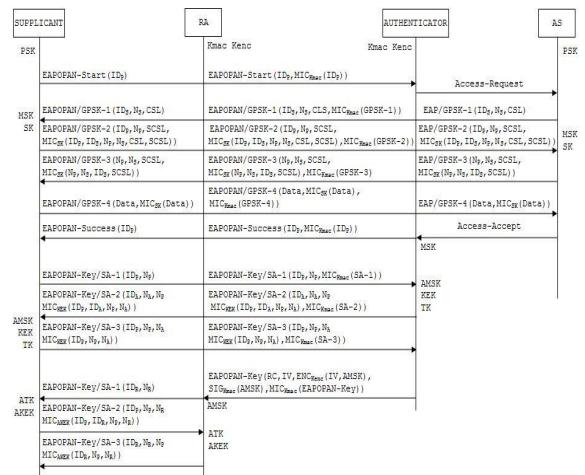 SUPPLICANT RA AUTHENTICATOR AS
PSK Kmac Kenc Kmac Kenc PSK
EAPOPAN-Start(IDP) EAPOPAN-Start(IDP,MICKmac(IDP))
Access-Request
EAPOPAN/GPSK-1(IDS,NS,CSL) EAPOPAN/GPSK-1(IDS,NS,CLS,MICKmac(GPSK-1)) EAP/GPSK-1(IDS,NS,CSL)
MSK
SK
EAPOPAN/GPSK-2(IDP,NP,SCSL, EAPOPAN/GPSK-2(IDP,NP,SCSL, EAP/GPSK-2(IDP,NP,SCSL,
MICSK(IDP,IDS,NP,NS,CSL,SCSL)) MICSK(IDP,IDS,NP,NS,CSL,SCSL),MICKmac(GPSK-2)) MICSK(IDP,IDS,NP,NS,CSL,SCSL))
MSK
SK
EAPOPAN/GPSK-3(NP,NS,SCSL, EAPOPAN/GPSK-3(NP,NS,SCSL, EAP/GPSK-3(NP,NS,SCSL,
MICSK(NP,NS,IDS,SCSL)) MICSK(NP,NS,IDS,SCSL),MICKmac(GPSK-3) MICSK(NP,NS,IDS,SCSL))
EAPOPAN/GPSK-4(Data,MICSK(Data),
EAPOPAN/GPSK-4(Data,MICSK(Data)) MICKmac(GPSK-4)) EAP/GPSK-4(Data,MICSK(Data))
EAPOPAN-Success(IDP) EAPOPAN-Success(IDP,MICKmac(IDP)) Access-Accept
MSK
EAPOPAN-Key/SA-1(IDP,NP) EAPOPAN-Key/SA-1(IDP,NP,MICKmac(SA-1))
AMSK
KEK
TK
EAPOPAN-Key/SA-2(IDA,NA,NP EAPOPAN-Key/SA-2(IDA,NA,NP
MICKEK(IDP,IDA,NP,NA)) MICKEK(IDP,IDA,NP,NA),MICKmac(SA-2))
AMSK
KEK
TK
EAPOPAN-Key/SA-3(IDP,NP,NA EAPOPAN-Key/SA-3(IDP,NP,NA
MICKEK(IDP,NP,NA)) MICKEK(IDP,NP,NA),MICKmac(SA-3))
EAPOPAN-Key(RC,IV,ENCKenc(IV,AMSK),
EAPOPAN-Key/SA-1(IDR,NR) SIGKmac(AMSK),MICKmac(EAPOPAN-Key))
AMSK
ATK
AKEK
EAPOPAN-Key/SA-2(IDP,NP,NR
MICAKEK(IDP,IDR,NP,NR))
ATK
AKEK
EAPOPAN-Key/SA-3(IDR,NR,NP
MICAKEK(IDR,NP,NR))